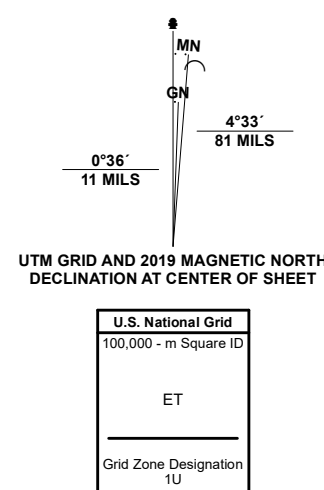 MN
GN
4°33´
81 MILS
0°36´
11 MILS
UTM GRID AND 2019 MAGNETIC NORTH
DECLINATION AT CENTER OF SHEET
U.S. National Grid
100,000 - m Square ID
ET
Grid Zone Designation
1U